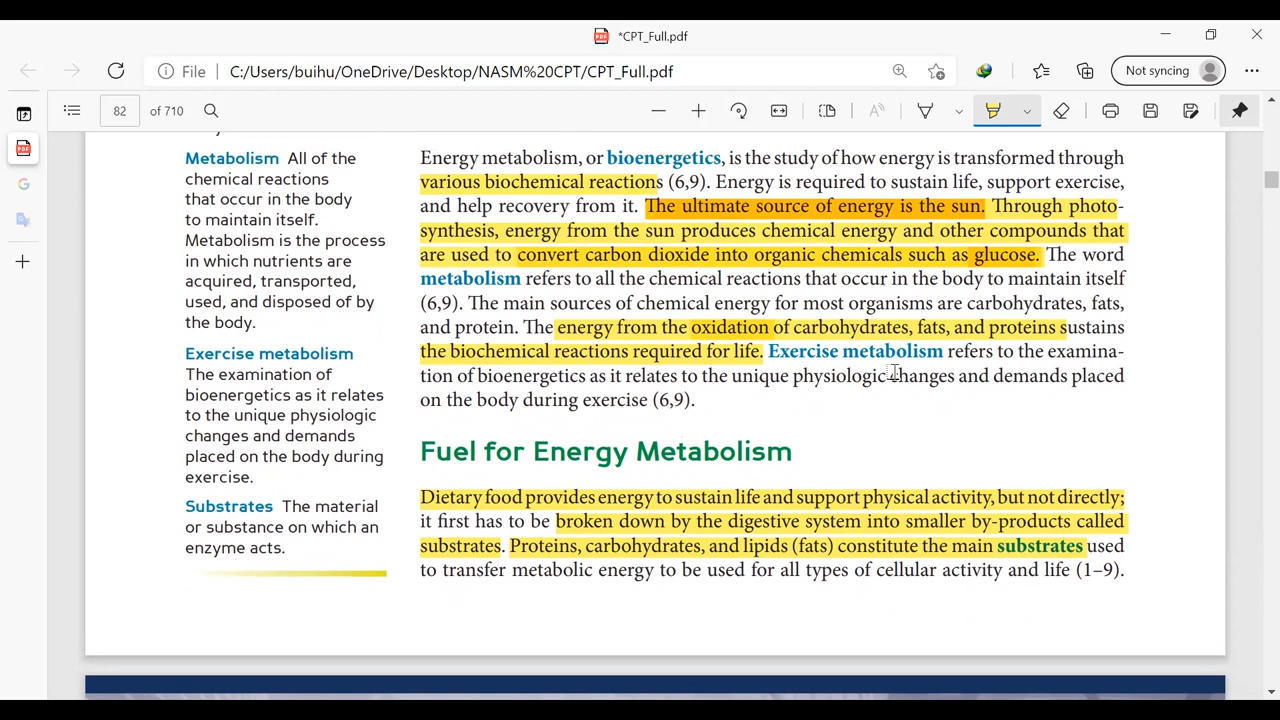 *CPT_Full.pdf
File
C:/Users/buihu/OneDrive/Desktop/NASM%20CPT/CPT_Full.pdf
Not syncing
82
of 710
Metabolism All of the
chemical reactions
that occur in the body
to maintain itself.
Metabolism is the process
in which nutrients are
acquired, transported,
used, and disposed of by
the body.
Exercise metabolism
The examination of
bioenergetics as it relates
to the unique physiologic
changes and demands
placed on the body during
exercise.
Substrates The material
or substance on which an
enzyme acts.
Energy metabolism, or bioenergetics, is the study of how energy is transformed through
various biochemical reactions (6,9). Energy is required to sustain life, support exercise,
and help recovery from it. The ultimate source of energy is the sun. Through photo-
synthesis, energy from the sun produces chemical energy and other compounds that
are used to convert carbon dioxide into organic chemicals such as glucose. The word
metabolism refers to all the chemical reactions that occur in the body to maintain itself
(6,9). The main sources of chemical energy for most organisms are carbohydrates, fats,
and protein. The energy from the oxidation of carbohydrates, fats, and proteins sustains
the biochemical reactions required for life. Exercise metabolism refers to the examina-
tion of bioenergetics as it relates to the unique physiologic changes and demands placed
on the body during exercise (6,9).
Fuel for Energy Metabolism
Dietary food provides energy to sustain life and support physical activity, but not directly;
it first has to be broken down by the digestive system into smaller by-products called
substrates. Proteins, carbohydrates, and lipids (fats) constitute the main substrates used
to transfer metabolic energy to be used for all types of cellular activity and life (1–9).